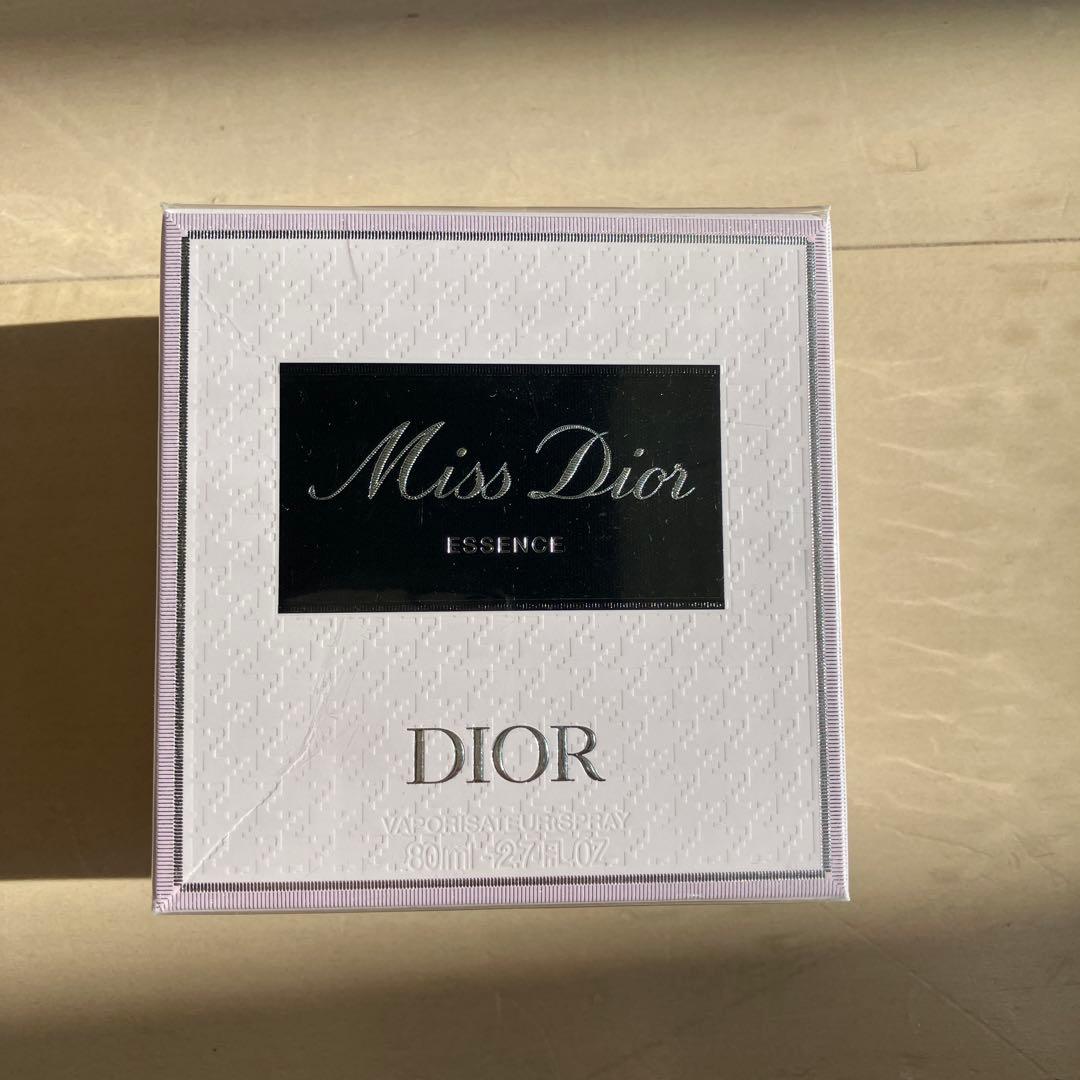 Miss Dior
ESSENCE
DIOR
VAPORISATEUR/SPRAY
80ml - 2.7 FL.OZ